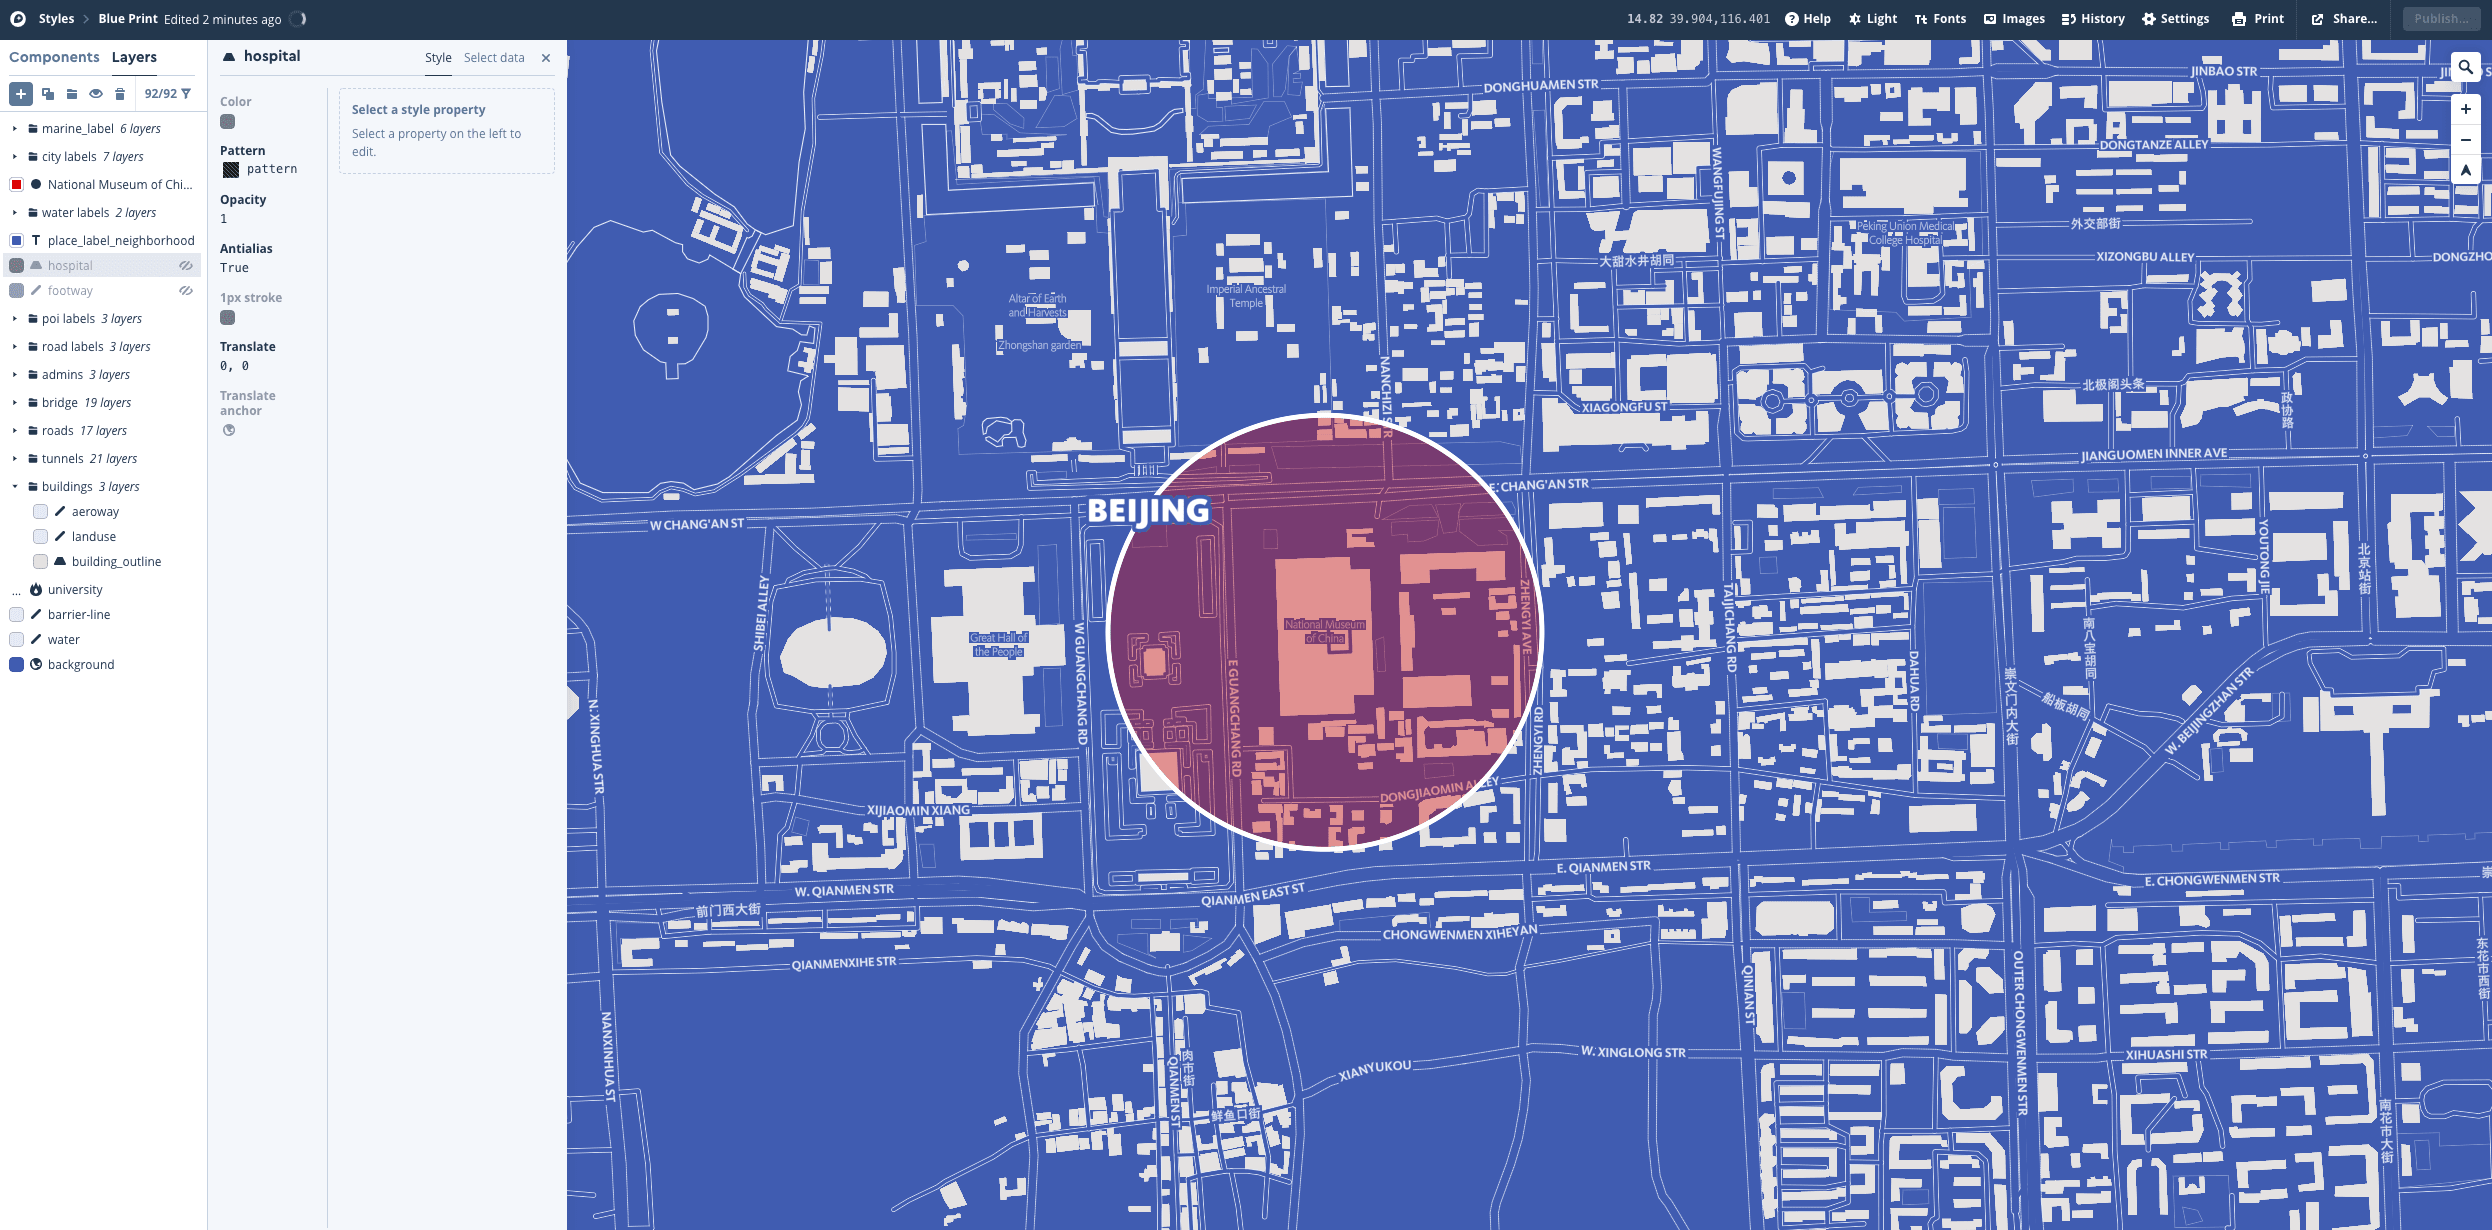 Styles
Blue Print
Edited 2 minutes ago
14.82 39.904,116.401
Help
Light
Fonts
Images
History
Settings
Print
Share...
Publish...
Components
Layers
92/92
marine_label 6 layers
city labels 7 layers
National Museum of Chi...
water labels 2 layers
place_label_neighborhood
hospital
footway
poi labels 3 layers
road labels 3 layers
admins 3 layers
bridge 19 layers
roads 17 layers
tunnels 21 layers
buildings 3 layers
aeroway
landuse
building_outline
... university
barrier-line
water
background
hospital
Style
Select data
Color
Pattern
pattern
Opacity
1
Antialias
True
1px stroke
Translate
0, 0
Translate
anchor
Select a style property
Select a property on the left to
edit.
JINBAO STR
DONGHUAMEN STR
DONGTANZE ALLEY
WANGFUJING ST
外交部街
Peking Union Medical
College Hospital
XIZONGBU ALLEY
DONGZHO
大甜水井胡同
Imperial Ancestral
Temple
Altar of Earth
and Harvests
Zhongshan garden
NANCHIZI STR
XIAGONGFU ST
北极阁头条
政协路
JIANGUOMEN INNER AVE
E. CHANG'AN STR
BEIJING
W CHANG'AN ST
YOUTONG JIE
北京站街
SHIBEI ALLEY
Great Hall of
the People
W GUANGCHANG RD
National Museum
of China
ZHENGYI AVE
TAIJICHANG RD
DAHUA RD
南八宝胡同
E GUANGCHANG RD
崇文门内大街
船板胡同
W. BEIJINGZHAN STR
N. XINGHUA STR
ZHENGYI RD
DONGJIAOMIN ALLEY
XIJIAOMIN XIANG
E. QIANMEN STR
E. CHONGWENMEN STR
崇
W. QIANMEN STR
QIANMEN EAST ST
前门西大街
CHONGWENMEN XIHEYAN
QIANMENXIHE STR
东花市西街
QINIAN ST
OUTER CHONGWENMEN STR
NANXINHUA ST
肉市街
QIANMEN ST
XIANYUKOU
W. XINGLONG STR
XIHUASHI STR
鲜鱼口街
南花市大街